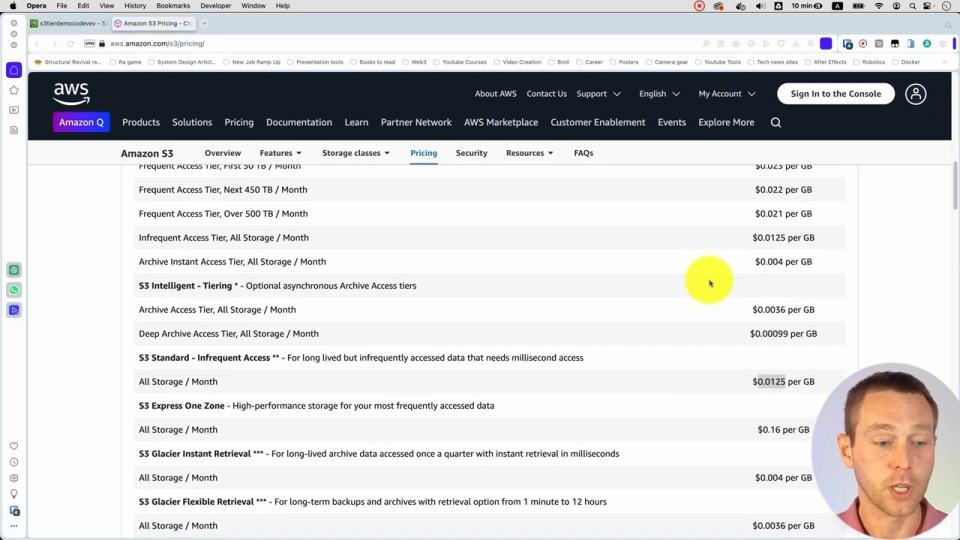 Opera File Edit View History Bookmarks Developer Window Help 10 min
s3tierdemocodevev - S3 Amazon S3 Pricing - Clo
VPN aws.amazon.com/s3/pricing/
Structural Revival re... Ra game System Design Articl... New Job Ramp Up Presentation tools Books to read Web3 Youtube Courses Video Creation Broll Career Posters Camera gear Youtube Tools Tech news sites After Effects Robotics Docker
aws
About AWS Contact Us Support English My Account Sign In to the Console
Amazon Q Products Solutions Pricing Documentation Learn Partner Network AWS Marketplace Customer Enablement Events Explore More
Amazon S3 Overview Features Storage classes Pricing Security Resources FAQs
Frequent Access Tier, First 50 TB / Month $0.023 per GB
Frequent Access Tier, Next 450 TB / Month $0.022 per GB
Frequent Access Tier, Over 500 TB / Month $0.021 per GB
Infrequent Access Tier, All Storage / Month $0.0125 per GB
Archive Instant Access Tier, All Storage / Month $0.004 per GB
S3 Intelligent - Tiering * - Optional asynchronous Archive Access tiers
Archive Access Tier, All Storage / Month $0.0036 per GB
Deep Archive Access Tier, All Storage / Month $0.00099 per GB
S3 Standard - Infrequent Access ** - For long lived but infrequently accessed data that needs millisecond access
All Storage / Month $0.0125 per GB
S3 Express One Zone - High-performance storage for your most frequently accessed data
All Storage / Month $0.16 per GB
S3 Glacier Instant Retrieval *** - For long-lived archive data accessed once a quarter with instant retrieval in milliseconds
All Storage / Month $0.004 per GB
S3 Glacier Flexible Retrieval *** - For long-term backups and archives with retrieval option from 1 minute to 12 hours
All Storage / Month $0.0036 per GB